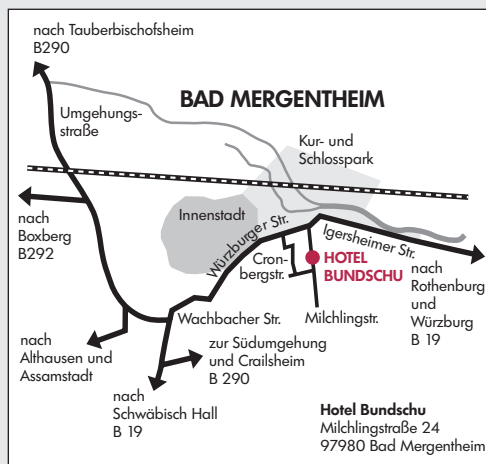 nach Tauberbischofsheim
B290
BAD MERGENTHEIM
Umgehungs-
straße
Kur- und
Schlosspark
nach
Boxberg
B292
Innenstadt
Würzburger Str.
Igersheimer Str.
Cron-
bergstr.
HOTEL
BUNDSCHU
nach
Rothenburg
und
Würzburg
B 19
Wachbacher Str.
Milchlingstr.
nach
Althausen und
Assamstadt
zur Südumgehung
und Crailsheim
B 290
nach
Schwäbisch Hall
B 19
Hotel Bundschu
Milchlingstraße 24
97980 Bad Mergentheim